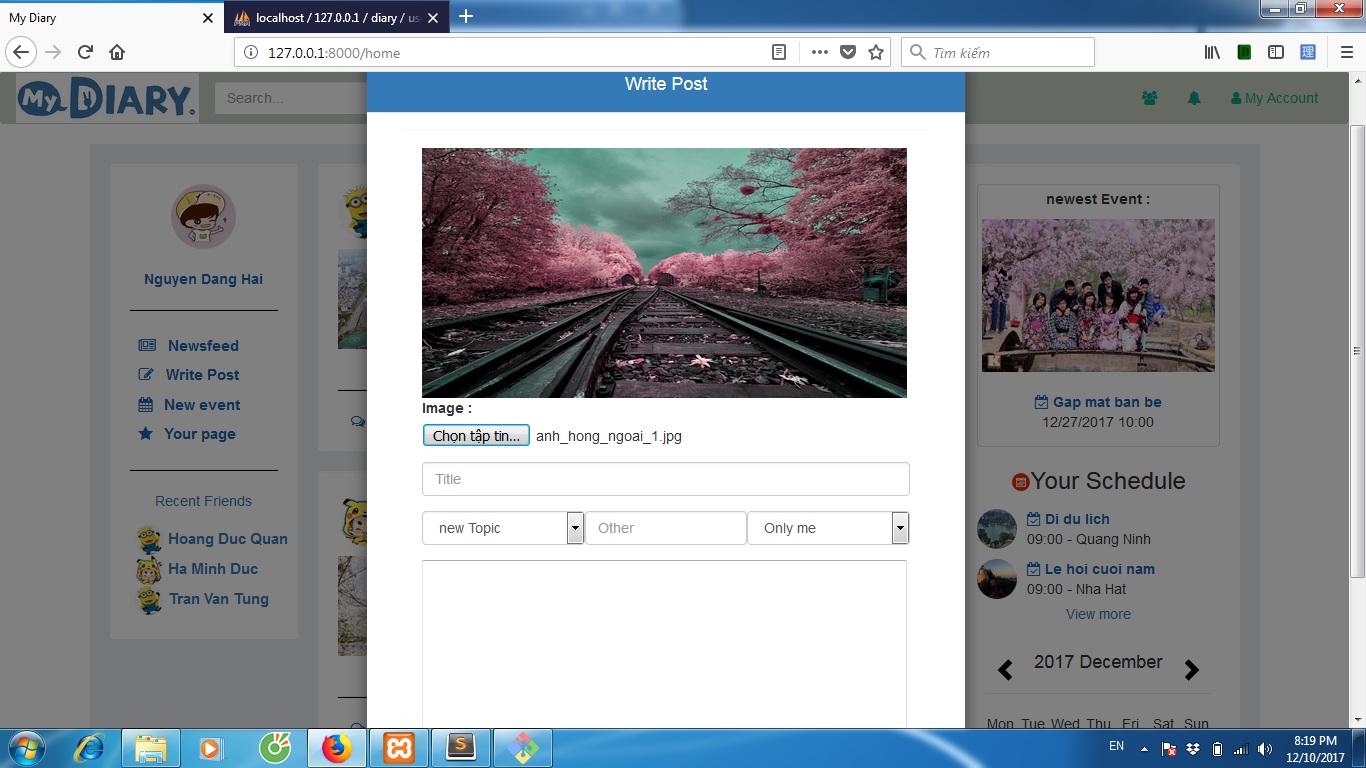 My Diary
localhost / 127.0.0.1 / diary / us
127.0.0.1:8000/home
Tìm kiếm
MY DIARY.
Search...
My Account
Write Post
Nguyen Dang Hai
Newsfeed
Write Post
New event
Your page
Recent Friends
Hoang Duc Quan
Ha Minh Duc
Tran Van Tung
Image :
Chọn tập tin...
anh_hong_ngoai_1.jpg
Title
new Topic
Other
Only me
newest Event :
Gap mat ban be
12/27/2017 10:00
Your Schedule
Di du lich
09:00 - Quang Ninh
Le hoi cuoi nam
09:00 - Nha Hat
View more
2017 December
Mon Tue Wed Thu Fri Sat Sun
EN
8:19 PM
12/10/2017